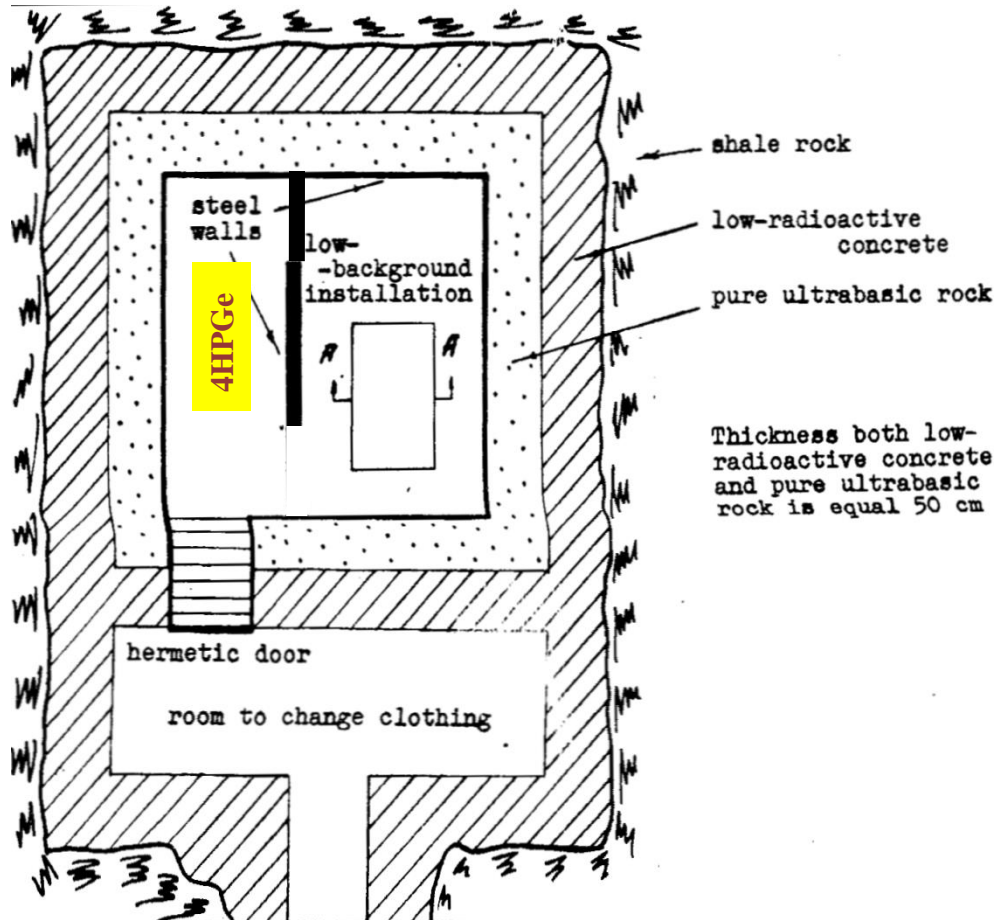 shale rock
steel
walls
low-
-background
installation
low-radioactive
concrete
pure ultrabasic rock
4HPGe
A A
Thickness both low-
radioactive concrete
and pure ultrabasic
rock is equal 50 cm
hermetic door
room to change clothing